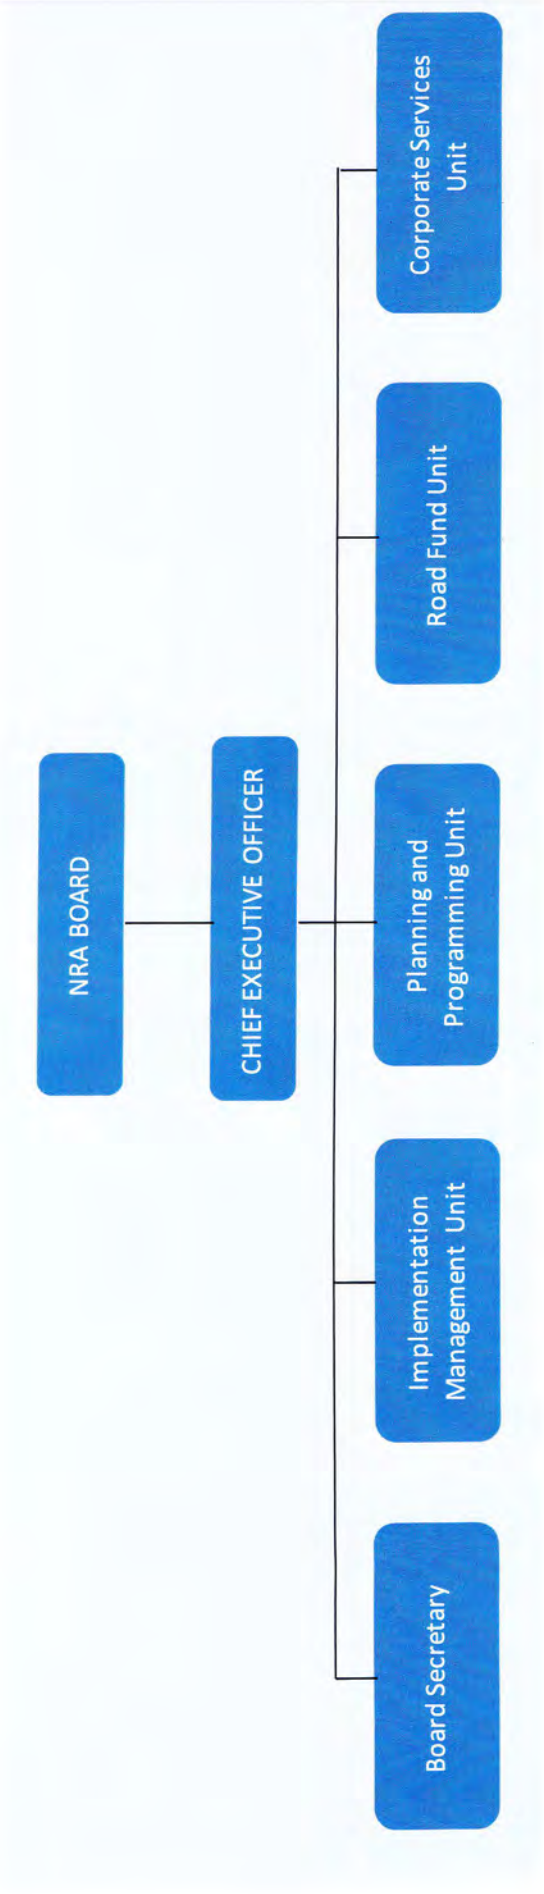 NRA BOARD
CHIEF EXECUTIVE OFFICER
Board Secretary
Implementation
Management Unit
Planning and
Programming Unit
Road Fund Unit
Corporate Services
Unit